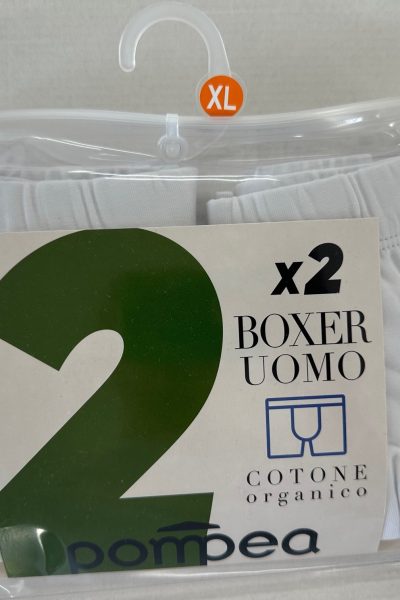 XL
2
x2
BOXER
UOMO
COTONE
organico
pompea